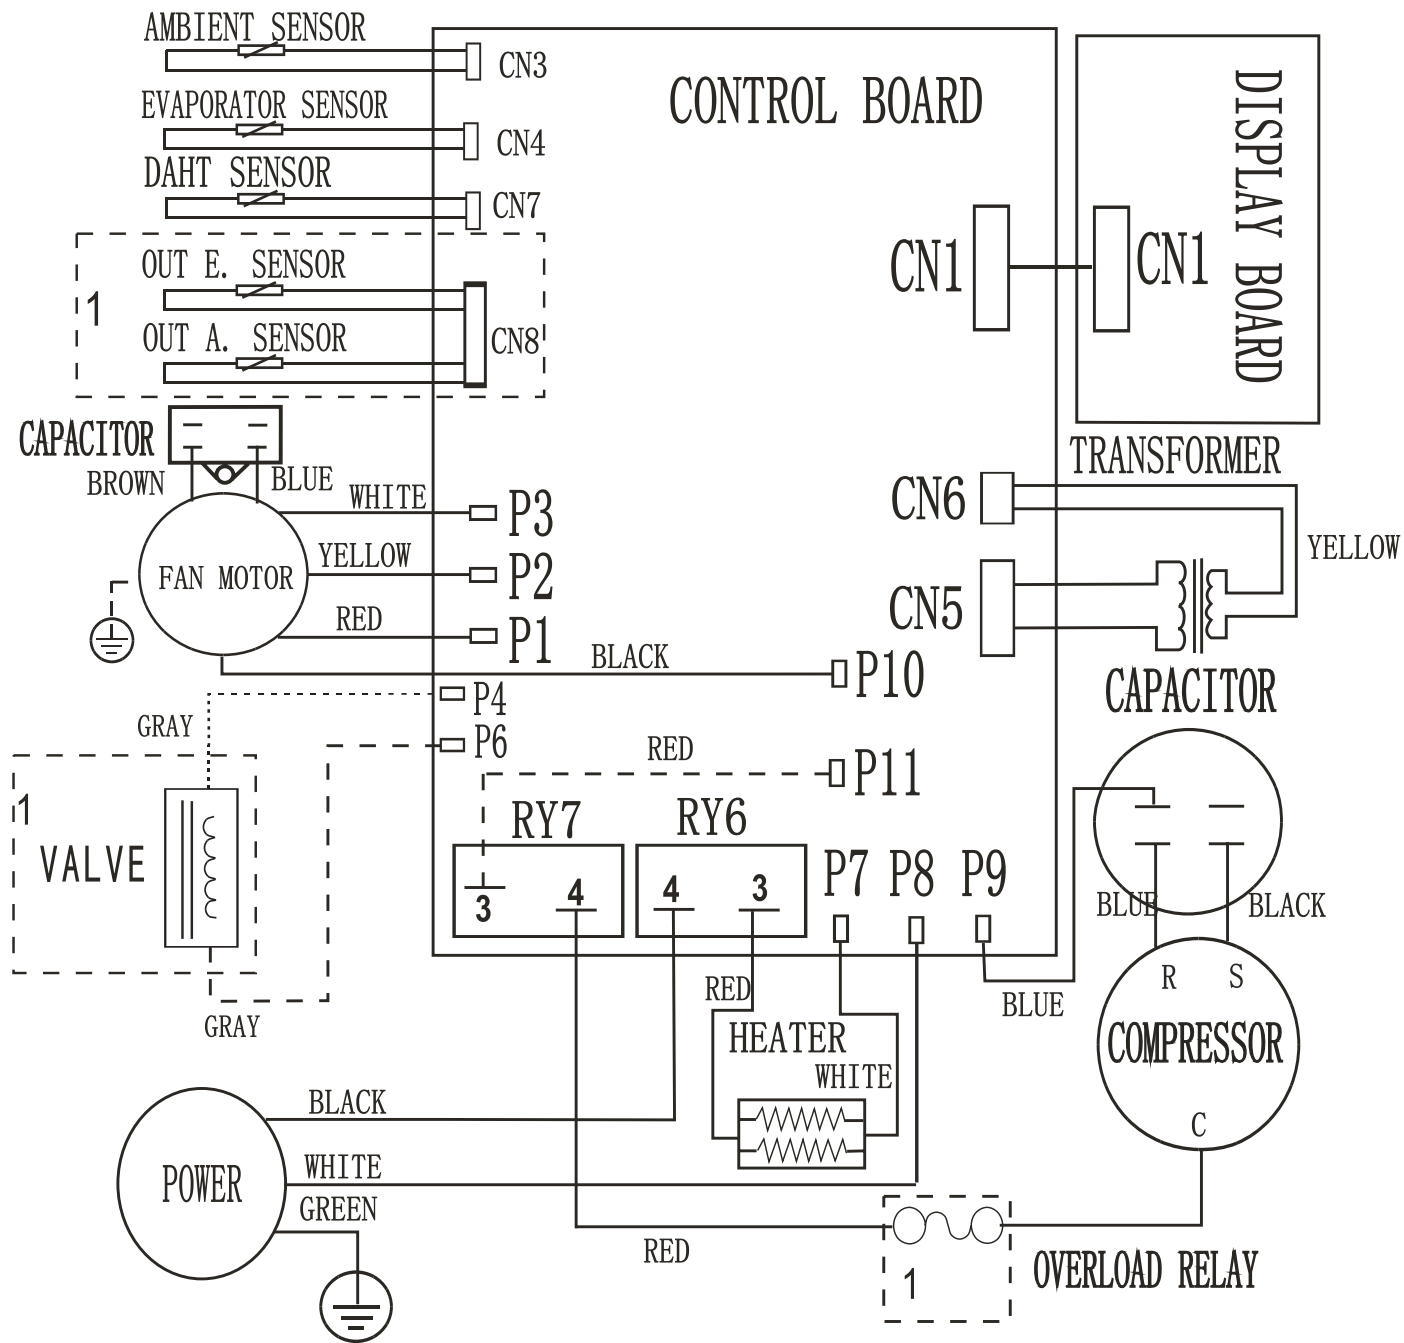 AMBIENT SENSOR
CN3
CONTROL BOARD
DISPLAY BOARD
EVAPORATOR SENSOR
CN4
DAHT SENSOR
CN7
OUT E. SENSOR
1
OUT A. SENSOR
CN8
CN1
CN1
CAPACITOR
BROWN
BLUE
WHITE
P3
YELLOW
P2
FAN MOTOR
RED
P1
BLACK
P10
TRANSFORMER
CN6
YELLOW
CN5
CAPACITOR
P4
GRAY
P6
RED
P11
1
VALVE
GRAY
RY7
RY6
3
4
4
3
P7
P8
P9
BLUE
BLACK
RED
BLUE
R
S
COMPRESSOR
C
HEATER
WHITE
BLACK
POWER
WHITE
GREEN
RED
1
OVERLOAD RELAY